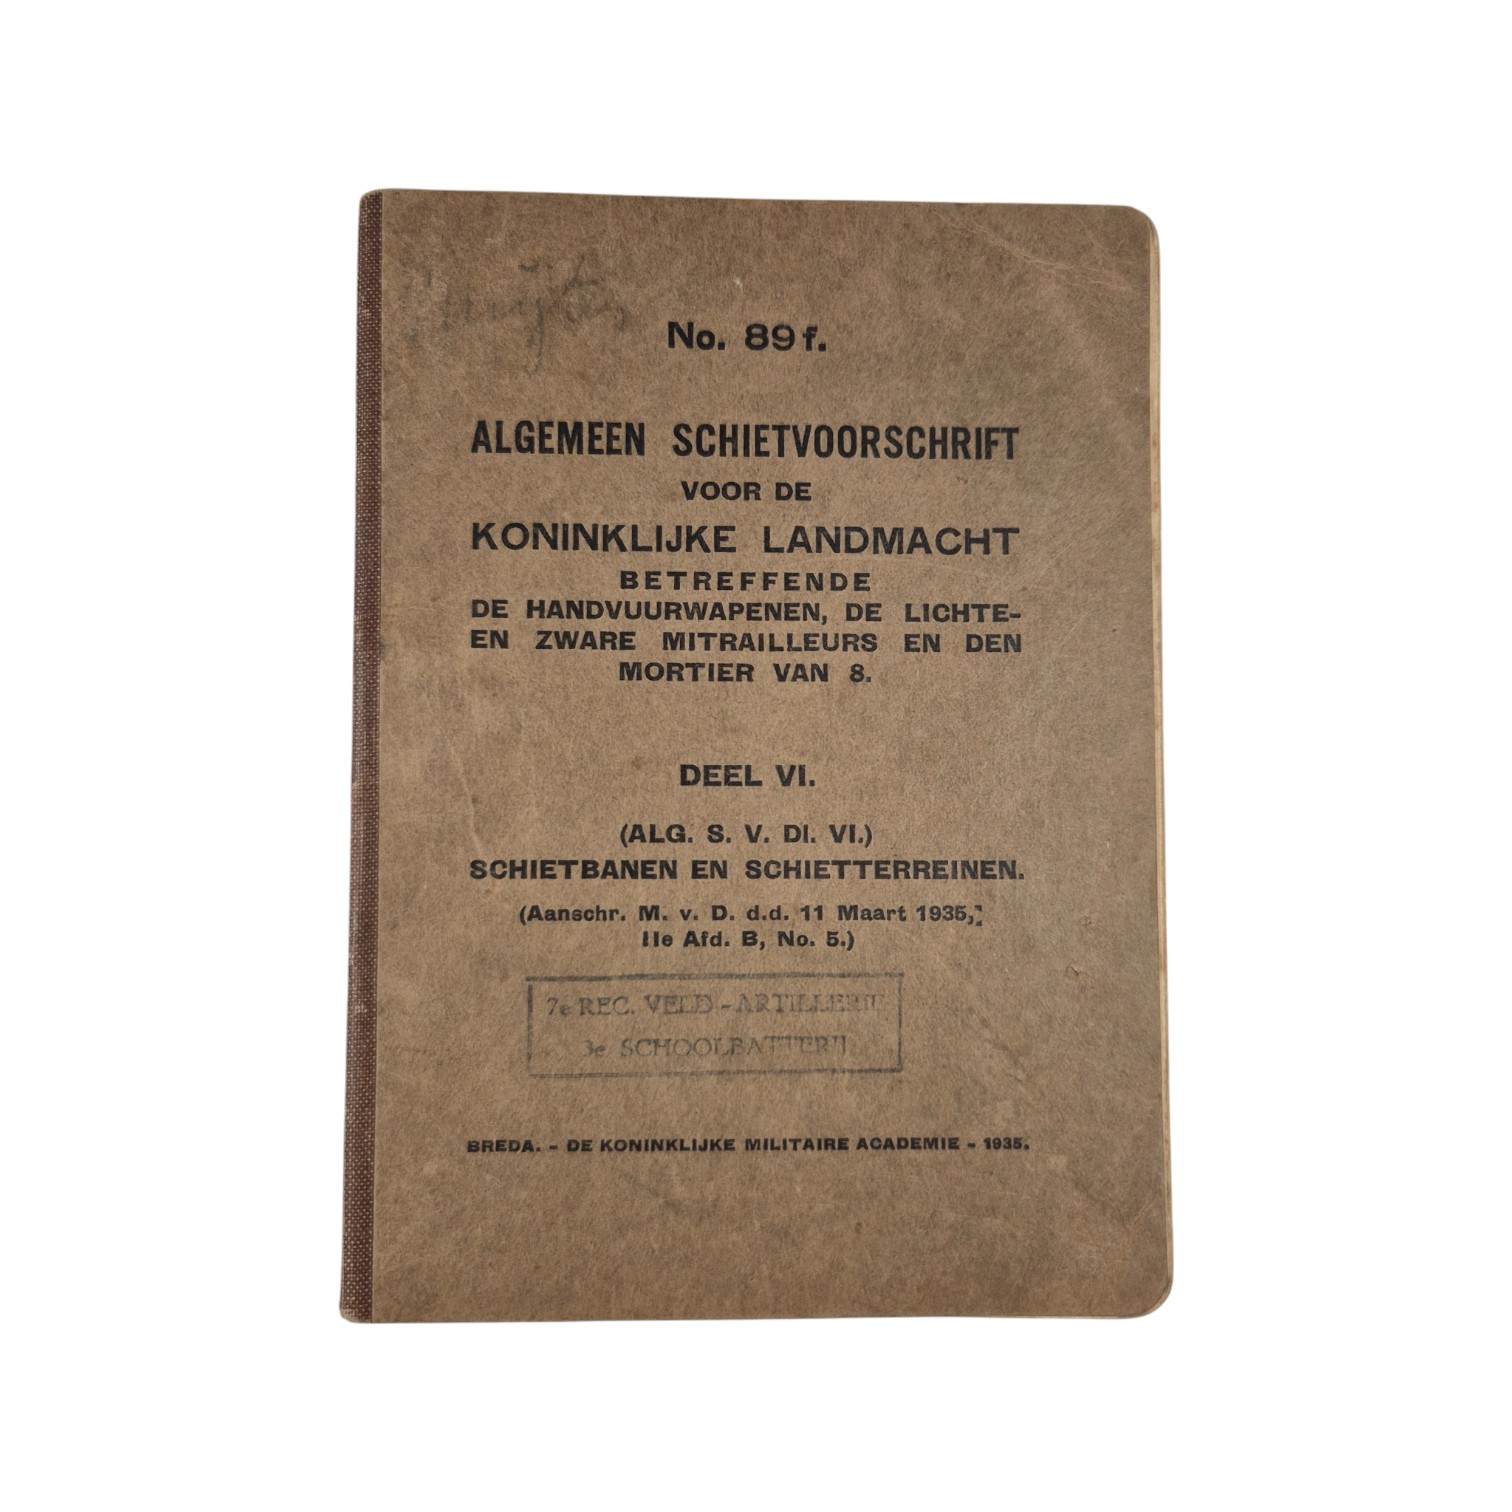 No. 89f.
ALGEMEEN SCHIETVOORSCHRIFT
VOOR DE
KONINKLIJKE LANDMACHT
BETREFFENDE
DE HANDVUURWAPENEN, DE LICHTE-
EN ZWARE MITRAILLEURS EN DEN
MORTIER VAN 8.
DEEL VI.
(ALG. S. V. Dl. VI.)
SCHIETBANEN EN SCHIETTERREINEN.
(Aanschr. M. v. D. d.d. 11 Maart 1935,
IIe Afd. B, No. 5.)
7e REG. VELD-ARTILLERIE
3e SCHOOLBATTERIJ
BREDA. - DE KONINKLIJKE MILITAIRE ACADEMIE - 1935.